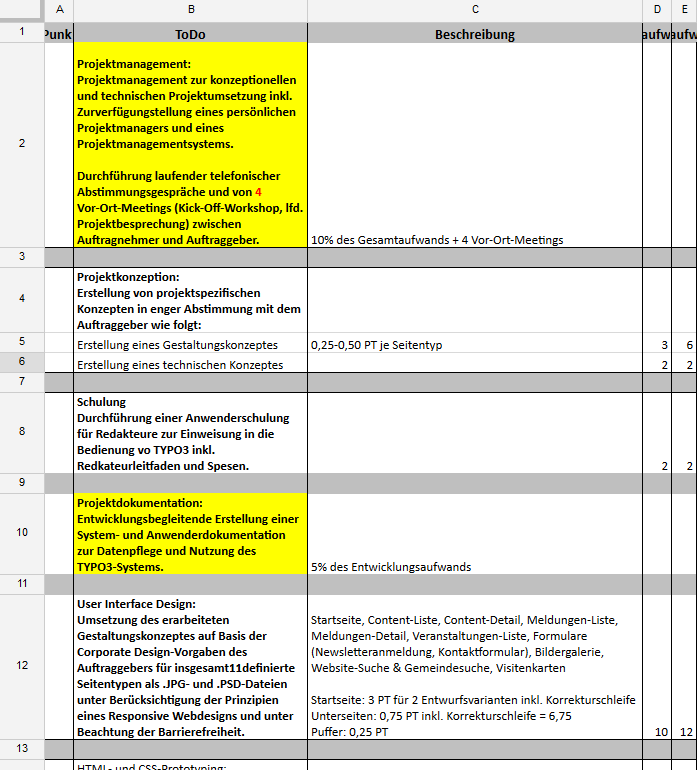 A B C D E
1 Punk ToDo Beschreibung aufw aufw
2
Projektmanagement:
Projektmanagement zur konzeptionellen
und technischen Projektumsetzung inkl.
Zurverfügungstellung eines persönlichen
Projektmanagers und eines
Projektmanagementsystems.
Durchführung laufender telefonischer
Abstimmungsgespräche und von 4
Vor-Ort-Meetings (Kick-Off-Workshop, lfd.
Projektbesprechung) zwischen
Auftragnehmer und Auftraggeber.
10% des Gesamtaufwands + 4 Vor-Ort-Meetings
3
4
Projektkonzeption:
Erstellung von projektspezifischen
Konzepten in enger Abstimmung mit dem
Auftraggeber wie folgt:
5 Erstellung eines Gestaltungskonzeptes 0,25-0,50 PT je Seitentyp 3 6
6 Erstellung eines technischen Konzeptes 2 2
7
8
Schulung
Durchführung einer Anwenderschulung
für Redakteure zur Einweisung in die
Bedienung vo TYPO3 inkl.
Redkateurleitfaden und Spesen.
2 2
9
10
Projektdokumentation:
Entwicklungsbegleitende Erstellung einer
System- und Anwenderdokumentation
zur Datenpflege und Nutzung des
TYPO3-Systems.
5% des Entwicklungsaufwands
11
12
User Interface Design:
Umsetzung des erarbeiteten
Gestaltungskonzeptes auf Basis der
Corporate Design-Vorgaben des
Auftraggebers für insgesamt11definierte
Seitentypen als .JPG- und .PSD-Dateien
unter Berücksichtigung der Prinzipien
eines Responsive Webdesigns und unter
Beachtung der Barrierefreiheit.
Startseite, Content-Liste, Content-Detail, Meldungen-Liste,
Meldungen-Detail, Veranstaltungen-Liste, Formulare
(Newsletteranmeldung, Kontaktformular), Bildergalerie,
Website-Suche & Gemeindesuche, Visitenkarten
Startseite: 3 PT für 2 Entwurfsvarianten inkl. Korrekturschleife
Unterseiten: 0,75 PT inkl. Korrekturschleife = 6,75
Puffer: 0,25 PT
10 12
13
HTML- und CSS-Prototyping: